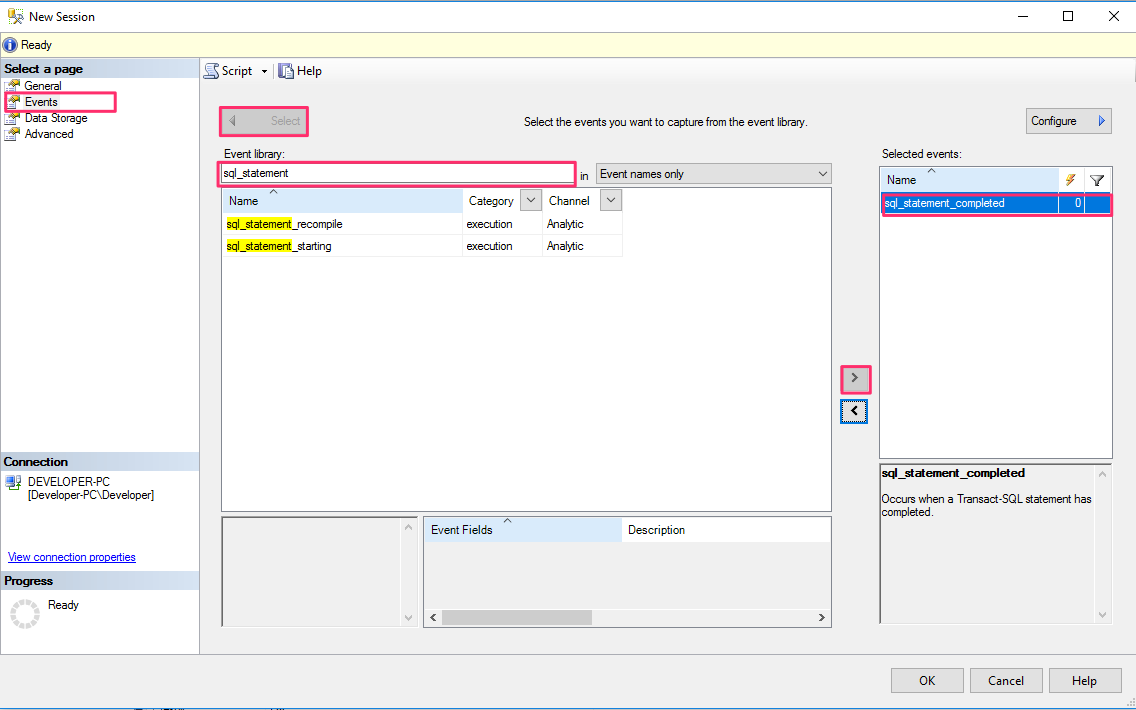 New Session
Ready
Select a page
General
Events
Data Storage
Advanced
Script
Help
Select
Select the events you want to capture from the event library.
Configure
Event library:
sql_statement
in
Event names only
Name
Category
Channel
sql_statement_recompile
execution
Analytic
sql_statement_starting
execution
Analytic
Selected events:
Name
sql_statement_completed
0
sql_statement_completed
Occurs when a Transact-SQL statement has
completed.
Event Fields
Description
Connection
DEVELOPER-PC
[Developer-PC\Developer]
View connection properties
Progress
Ready
OK
Cancel
Help